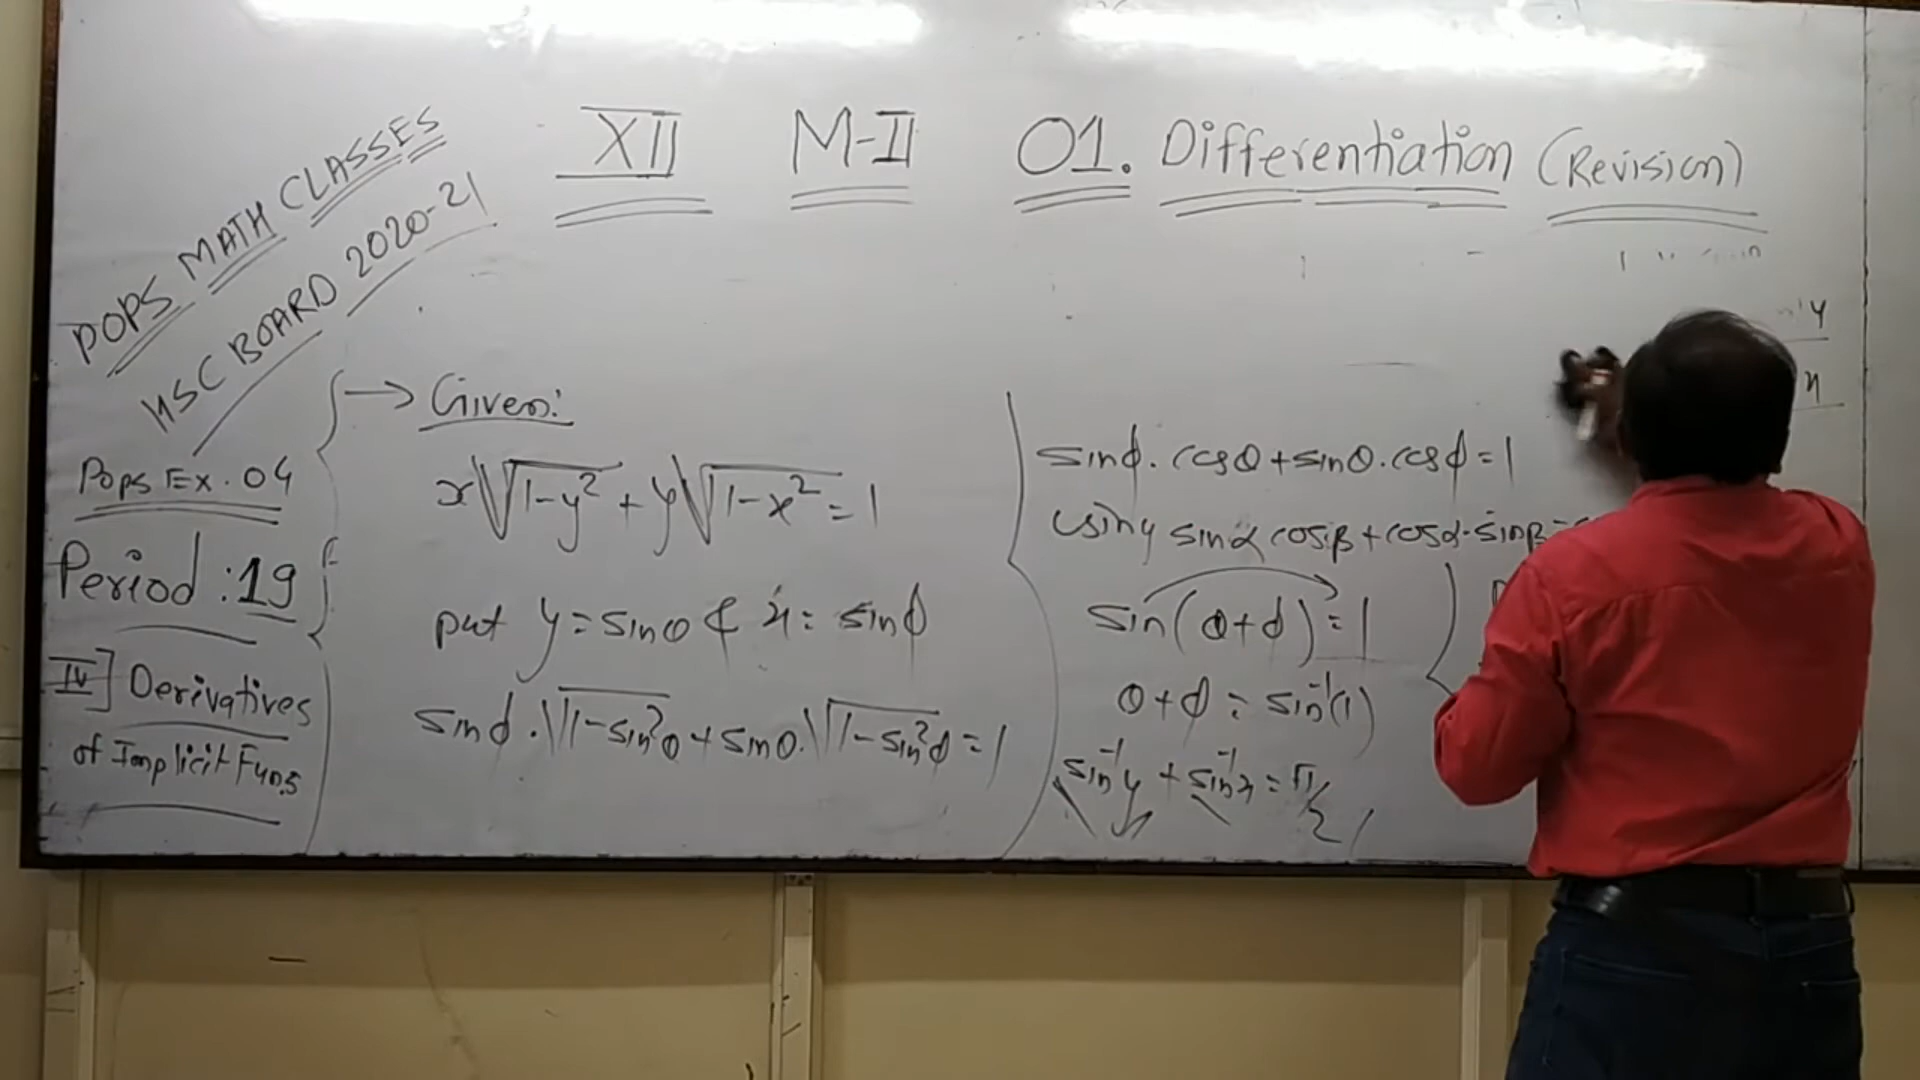 XII M-II 01. Differentiation (Revision)
POPS MATH CLASSES
HSC BOARD 2020-21
Pops Ex. 04
Period : 19
IV] Derivatives
of Implicit Funs
→ Given:
x√(1-y²) + y√(1-x²) = 1
put y = sinθ & x = sinϕ
sinϕ.√(1-sin²θ) + sinθ.√(1-sin²ϕ) = 1
sinϕ.cosθ + sinθ.cosϕ = 1
using sinα cosβ + cosα.sinβ =
sin(θ+ϕ) = 1
θ+ϕ = sin⁻¹(1)
sin⁻¹y + sin⁻¹x = π/2
y
x